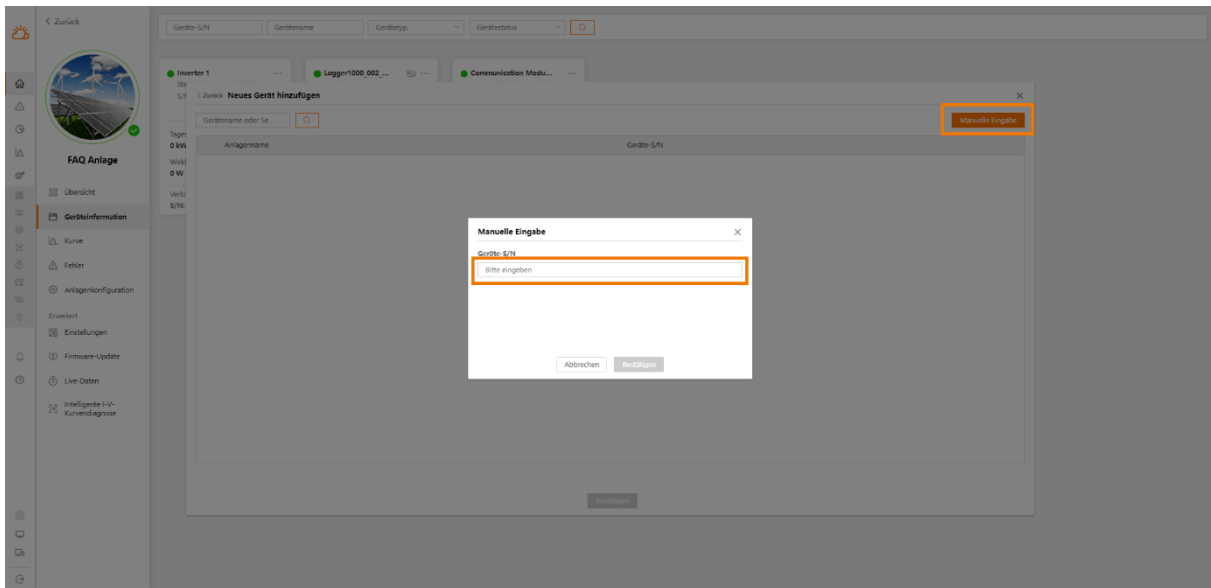 Zurück
Geräte-S/N
Gerätename
Gerätetyp
Gerätestatus
Inverter 1
Logger1000_002_...
Communication Modu...
Zurück Neues Gerät hinzufügen
Gerätename oder Se...
Manuelle Eingabe
Anlagenname
Geräte-S/N
0 kW
0 W
S/N:
FAQ Anlage
Übersicht
Geräteinformation
Kurve
Fehler
Anlagenkonfiguration
Erweitert
Einstellungen
Firmware-Update
Live-Daten
Intelligente I-V-
Kurvendiagnose
Manuelle Eingabe
Geräte-S/N
Bitte eingeben
Abbrechen
Bestätigen
Bestätigen